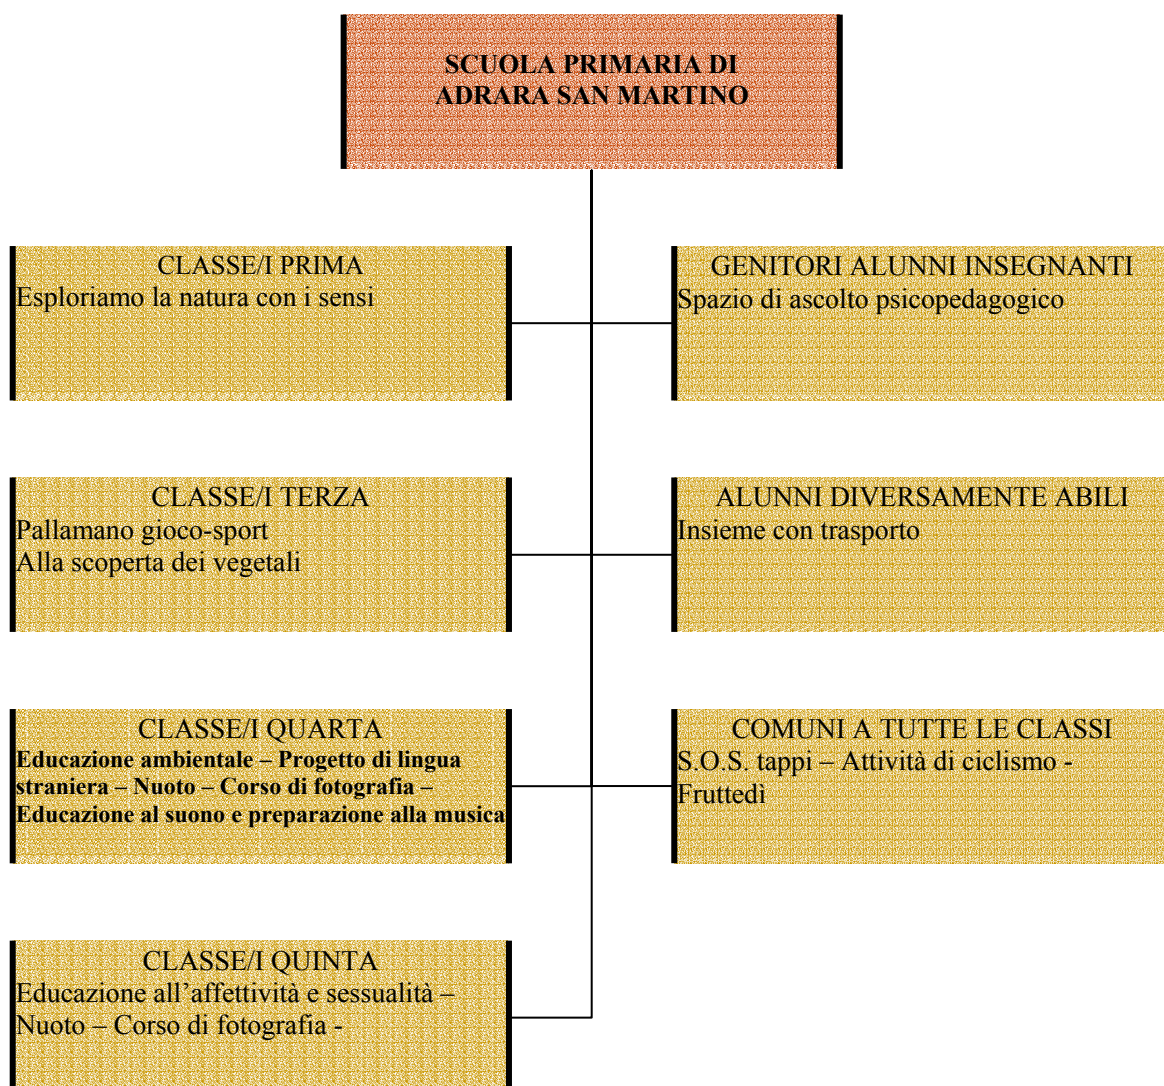 SCUOLA PRIMARIA DI
ADRARA SAN MARTINO
CLASSE/I PRIMA
Esploriamo la natura con i sensi
GENITORI ALUNNI INSEGNANTI
Spazio di ascolto psicopedagogico
CLASSE/I TERZA
Pallamano gioco-sport
Alla scoperta dei vegetali
ALUNNI DIVERSAMENTE ABILI
Insieme con trasporto
CLASSE/I QUARTA
Educazione ambientale – Progetto di lingua
straniera – Nuoto – Corso di fotografia –
Educazione al suono e preparazione alla musica
COMUNI A TUTTE LE CLASSI
S.O.S. tappi – Attività di ciclismo -
Fruttedì
CLASSE/I QUINTA
Educazione all’affettività e sessualità –
Nuoto – Corso di fotografia -